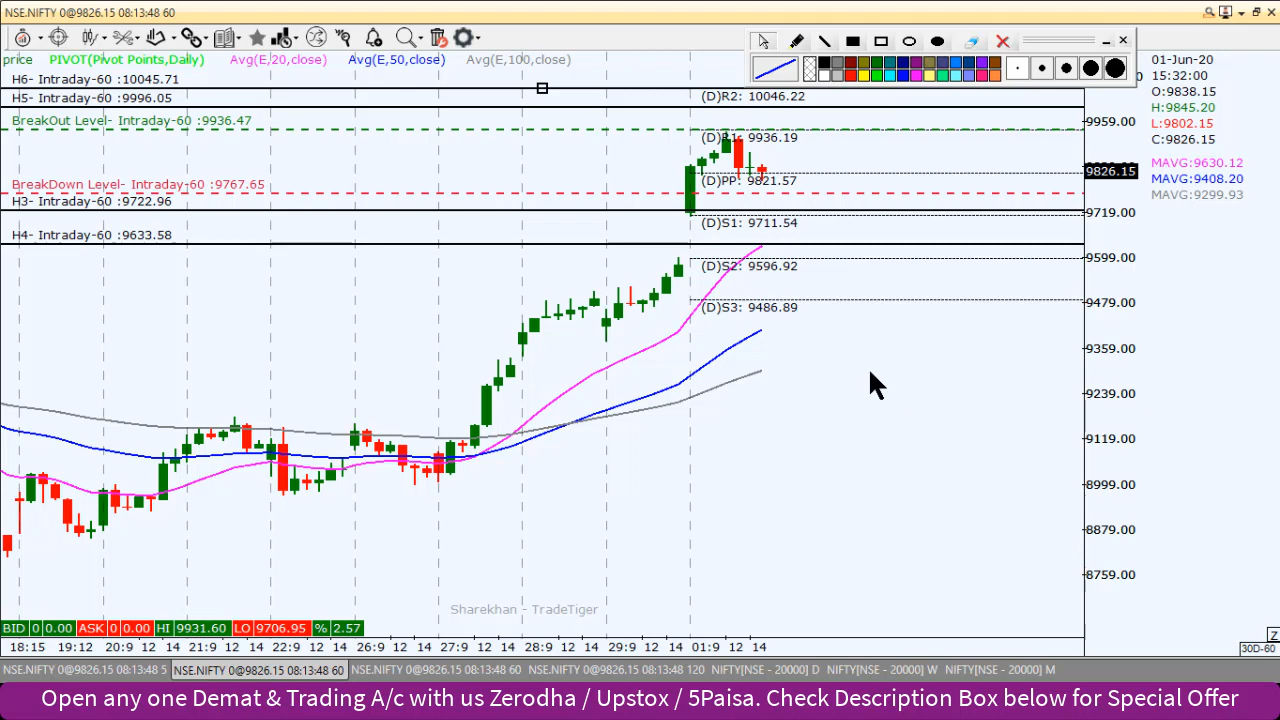 NSE.NIFTY 0@9826.15 08:13:48 60
price PIVOT(Pivot Points,Daily) Avg(E,20,close) Avg(E,50,close) Avg(E,100,close)
H6- Intraday-60 :10045.71
H5- Intraday-60 :9996.05
(D)R2: 10046.22
BreakOut Level- Intraday-60 :9936.47
(D)R1: 9936.19
BreakDown Level- Intraday-60 :9767.65
(D)PP: 9821.57
H3- Intraday-60 :9722.96
(D)S1: 9711.54
H4- Intraday-60 :9633.58
(D)S2: 9596.92
(D)S3: 9486.89
01-Jun-20
15:32:00
O:9838.15
H:9845.20
L:9802.15
C:9826.15
MAVG:9630.12
MAVG:9408.20
MAVG:9299.93
9959.00
9826.15
9719.00
9599.00
9479.00
9359.00
9239.00
9119.00
8999.00
8879.00
8759.00
Sharekhan - TradeTiger
BID 0 0.00 ASK 0 0.00 HI 9931.60 LO 9706.95 % 2.57
18:15 19:12 14 20:9 12 14 21:9 12 14 22:9 12 14 26:9 12 14 27:9 12 14 28:9 12 14 29:9 12 14 01:9 12 14
Z
30D-60
NSE.NIFTY 0@9826.15 08:13:48 5 NSE.NIFTY 0@9826.15 08:13:48 60 NSE.NIFTY 0@9826.15 08:13:48 60 NSE.NIFTY 0@9826.15 08:13:48 120 NIFTY[NSE - 20000] D NIFTY[NSE - 20000] W NIFTY[NSE - 20000] M
Open any one Demat & Trading A/c with us Zerodha / Upstox / 5Paisa. Check Description Box below for Special Offer